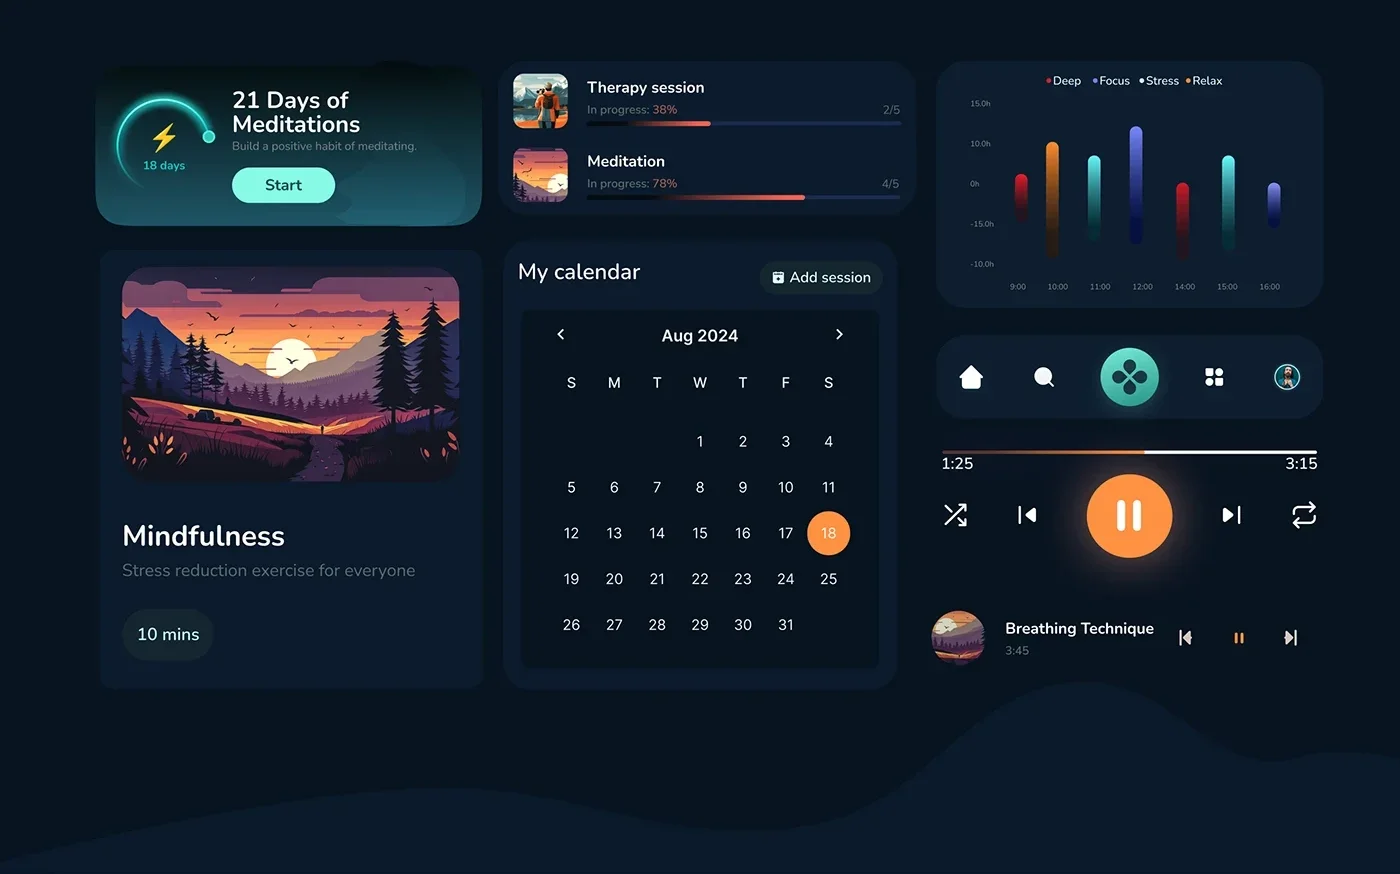 21 Days of
Meditations
Build a positive habit of meditating.
18 days
Start
Therapy session
In progress: 38%
2/5
Meditation
In progress: 78%
4/5
Deep Focus Stress Relax
15.0h
10.0h
0h
-15.0h
-10.0h
9:00 10:00 11:00 12:00 14:00 15:00 16:00
Mindfulness
Stress reduction exercise for everyone
10 mins
My calendar
Add session
Aug 2024
S M T W T F S
1 2 3 4
5 6 7 8 9 10 11
12 13 14 15 16 17 18
19 20 21 22 23 24 25
26 27 28 29 30 31
1:25
3:15
Breathing Technique
3:45